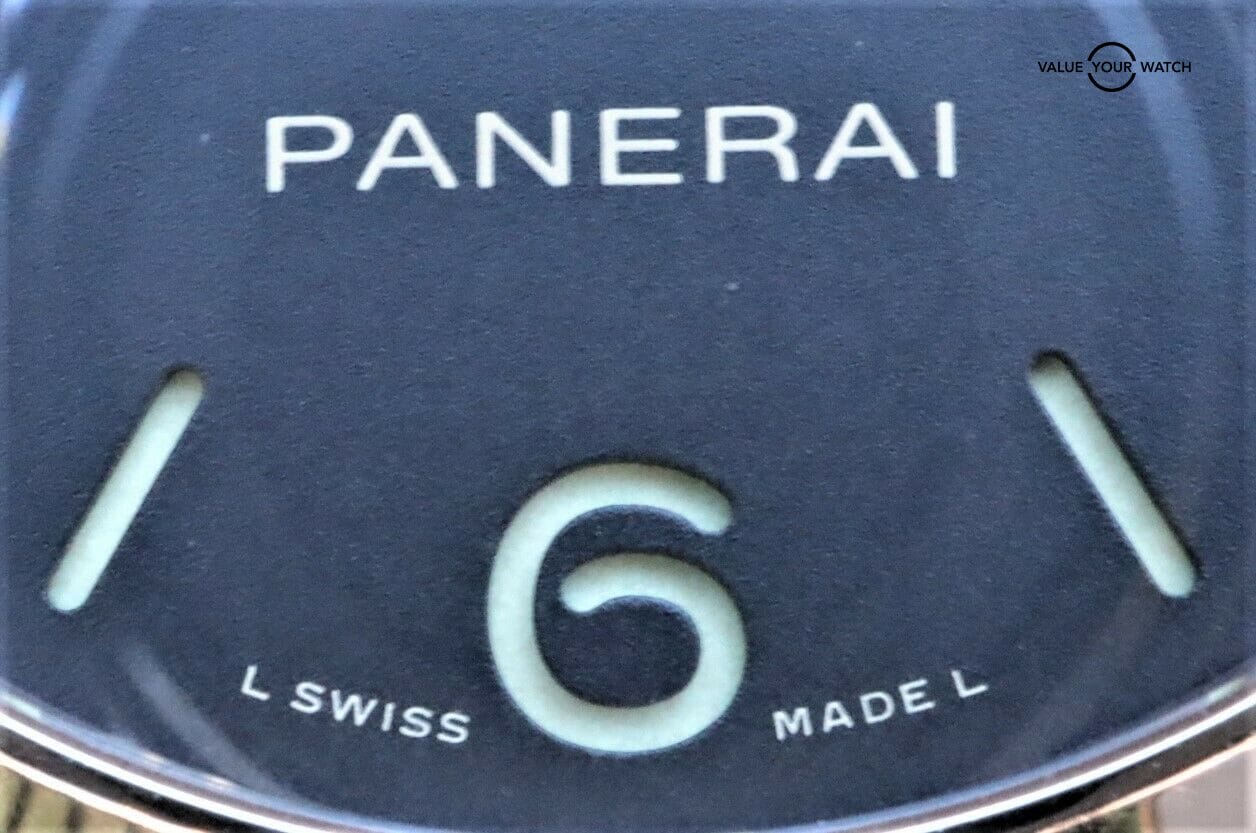 VALUE YOUR WATCH
PANERAI
6
L SWISS MADE L